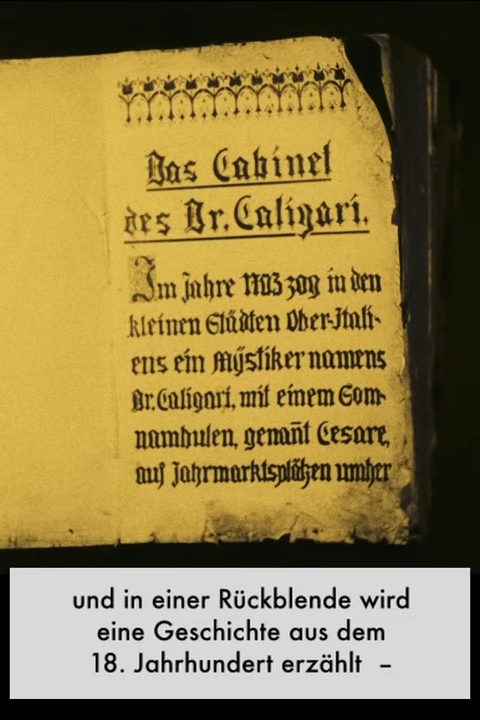 Das Cabinet
des Dr. Caligari.
Im Jahre 1703 zog in den
kleinen Städten Ober-Itali-
ens ein Mÿstiker namens
Dr. Caligari, mit einem Som-
nambulen, genan̄t Cesare,
auf Jahrmarktsplätzen umher
und in einer Rückblende wird
eine Geschichte aus dem
18. Jahrhundert erzählt –